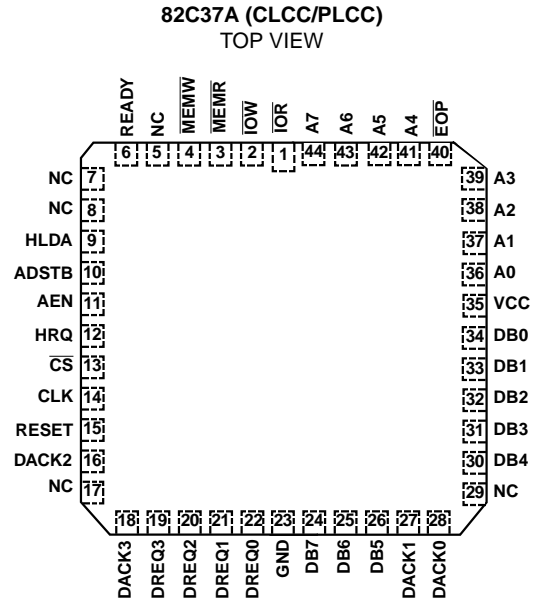 82C37A (CLCC/PLCC)
TOP VIEW
READY
NC
MEMW
MEMR
IOW
IOR
A7
A6
A5
A4
EOP
6
5
4
3
2
1
44
43
42
41
40
NC 7
NC 8
HLDA 9
ADSTB 10
AEN 11
HRQ 12
CS 13
CLK 14
RESET 15
DACK2 16
NC 17
39 A3
38 A2
37 A1
36 A0
35 VCC
34 DB0
33 DB1
32 DB2
31 DB3
30 DB4
29 NC
18
19
20
21
22
23
24
25
26
27
28
DACK3
DREQ3
DREQ2
DREQ1
DREQ0
GND
DB7
DB6
DB5
DACK1
DACK0